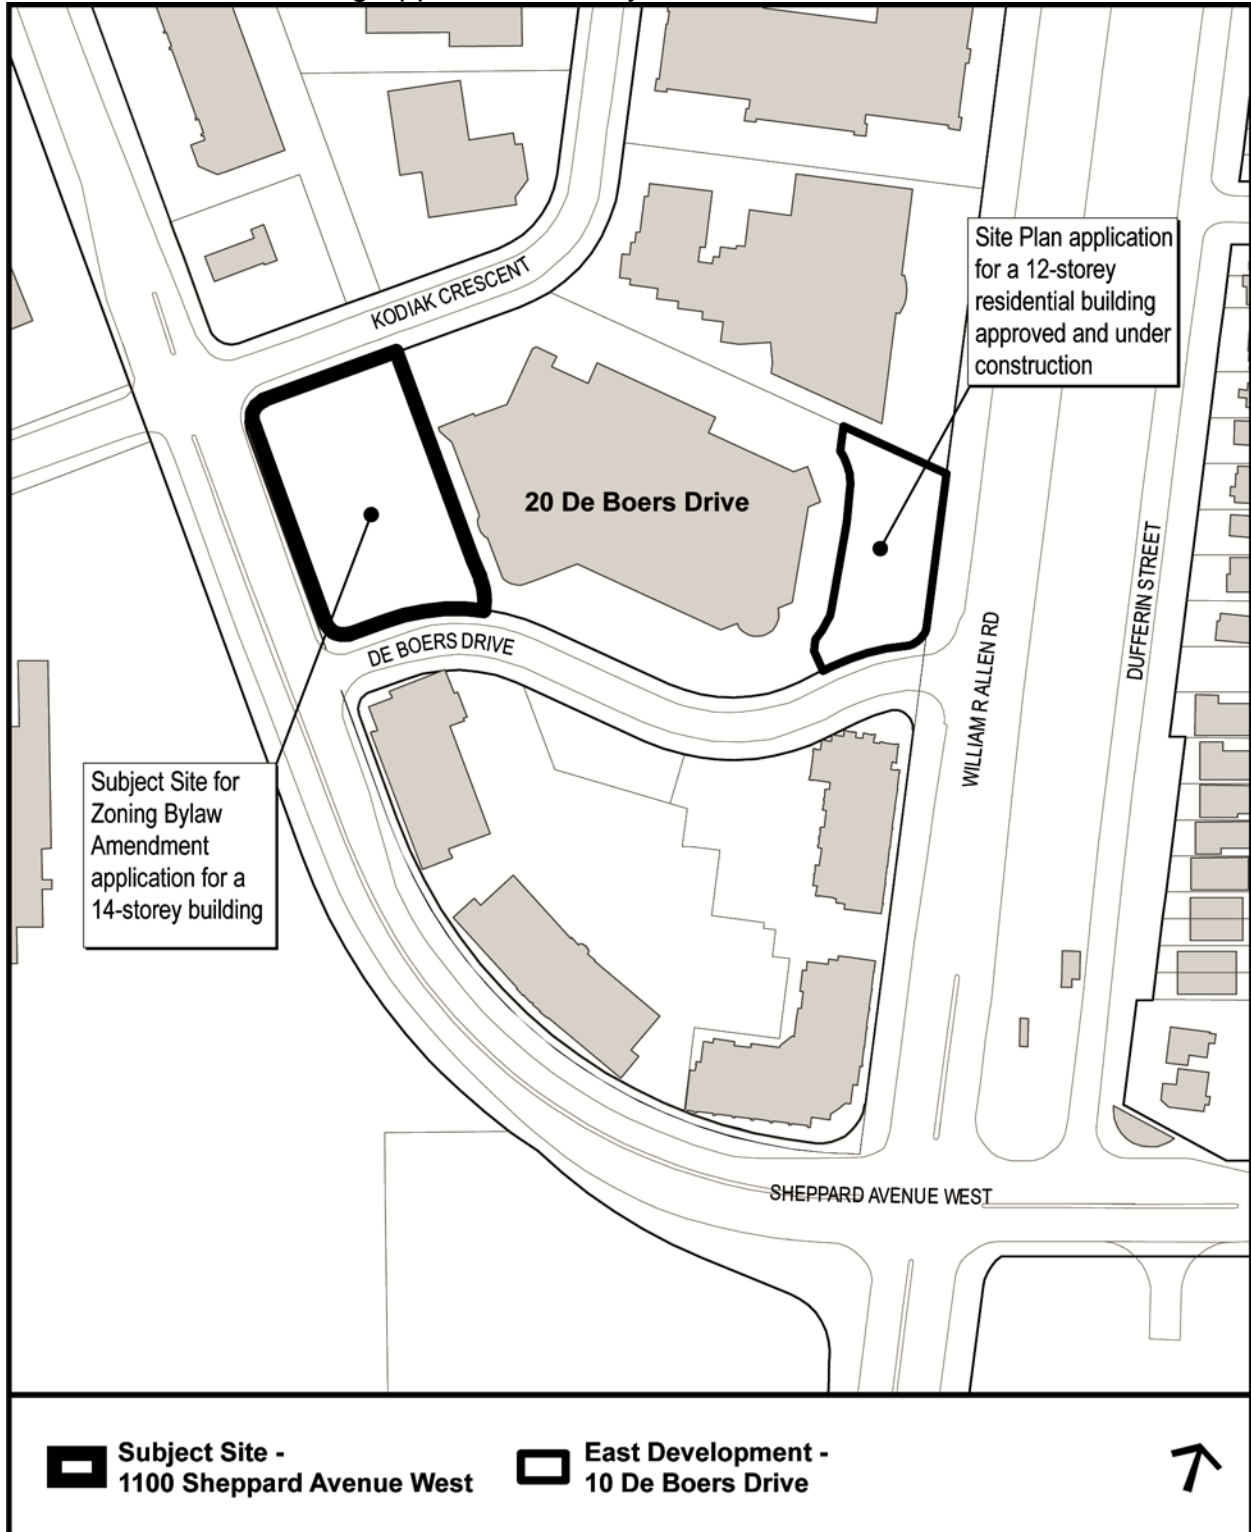 KODIAK CRESCENT
Site Plan application
for a 12-storey
residential building
approved and under
construction
20 De Boers Drive
DE BOERS DRIVE
WILLIAM R ALLEN RD
DUFFERIN STREET
Subject Site for
Zoning Bylaw
Amendment
application for a
14-storey building
SHEPPARD AVENUE WEST
Subject Site -
1100 Sheppard Avenue West
East Development -
10 De Boers Drive